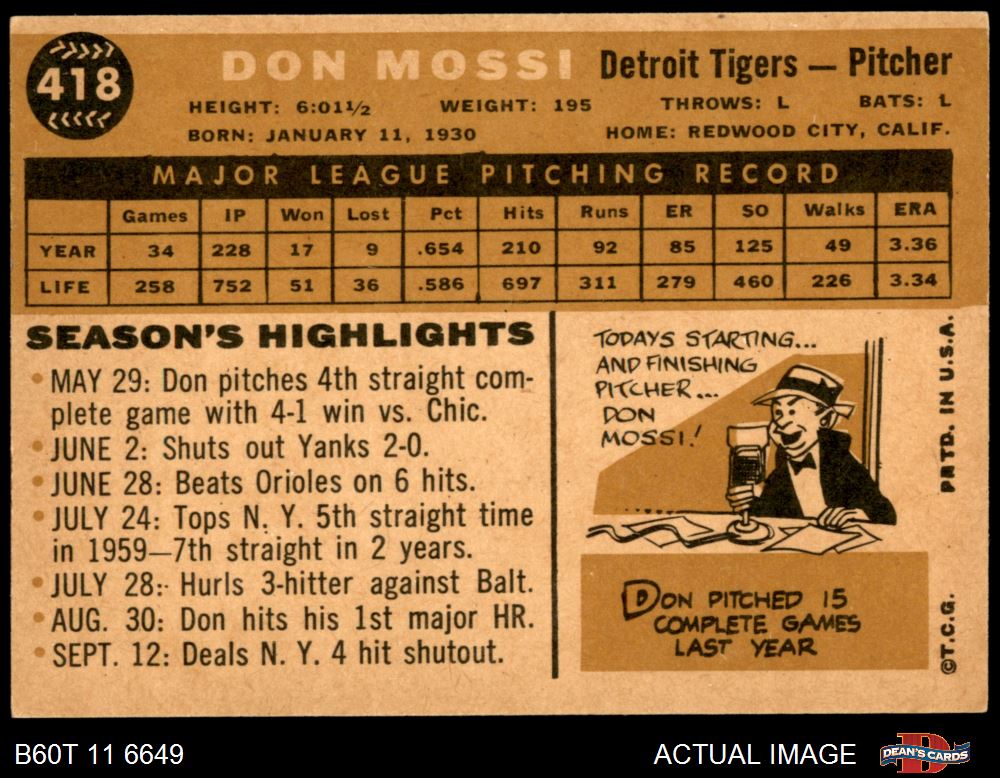 418
DON MOSSI Detroit Tigers — Pitcher
HEIGHT: 6:01½ WEIGHT: 195 THROWS: L BATS: L
BORN: JANUARY 11, 1930 HOME: REDWOOD CITY, CALIF.
MAJOR LEAGUE PITCHING RECORD
Games IP Won Lost Pct Hits Runs ER SO Walks ERA
YEAR 34 228 17 9 .654 210 92 85 125 49 3.36
LIFE 258 752 51 36 .586 697 311 279 460 226 3.34
SEASON'S HIGHLIGHTS
• MAY 29: Don pitches 4th straight com-
plete game with 4-1 win vs. Chic.
• JUNE 2: Shuts out Yanks 2-0.
• JUNE 28: Beats Orioles on 6 hits.
• JULY 24: Tops N. Y. 5th straight time
in 1959—7th straight in 2 years.
• JULY 28: Hurls 3-hitter against Balt.
• AUG. 30: Don hits his 1st major HR.
• SEPT. 12: Deals N. Y. 4 hit shutout.
TODAYS STARTING...
AND FINISHING
PITCHER...
DON
MOSSI!
DON PITCHED 15
COMPLETE GAMES
LAST YEAR
PRTD. IN U.S.A.
©T.C.G.
B60T 11 6649
ACTUAL IMAGE
D
DEAN'S CARDS